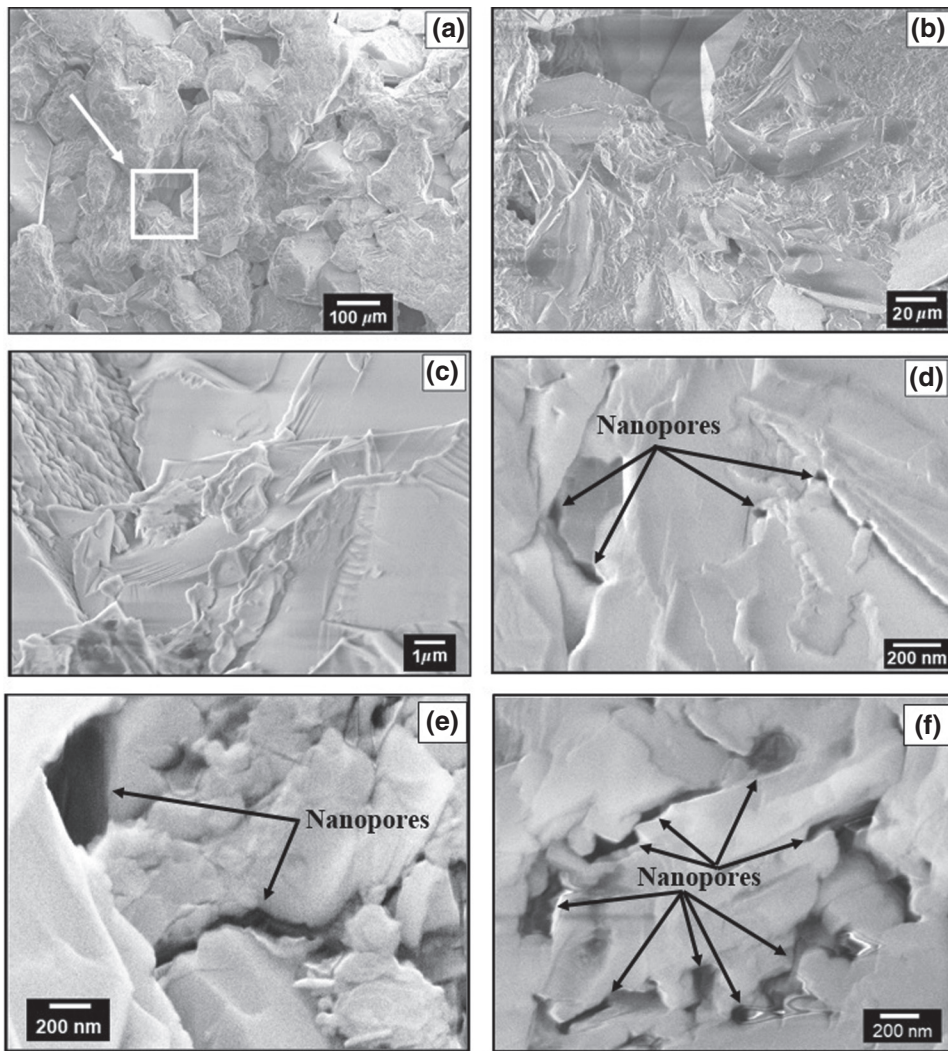 (a)
100 µm
(b)
20 µm
(c)
1µm
(d)
Nanopores
200 nm
(e)
Nanopores
200 nm
(f)
Nanopores
200 nm